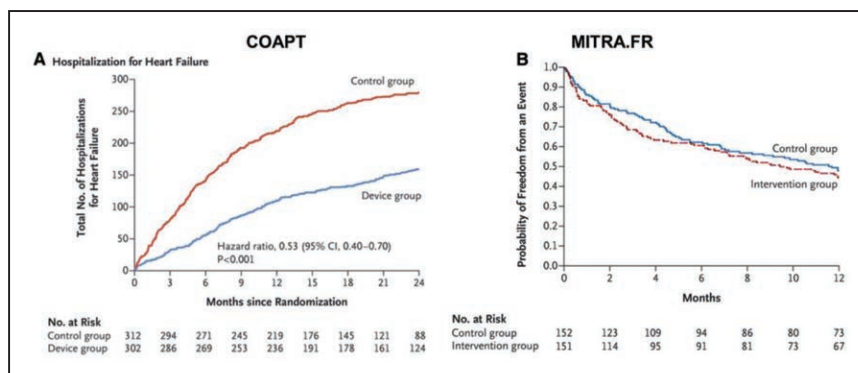 COAPT
A Hospitalization for Heart Failure
Total No. of Hospitalizations
for Heart Failure
300
250
200
150
100
50
0
Control group
Device group
Hazard ratio, 0.53 (95% CI, 0.40–0.70)
P<0.001
0 3 6 9 12 15 18 21 24
Months since Randomization
No. at Risk
Control group 312 294 271 245 219 176 145 121 88
Device group 302 286 269 253 236 191 178 161 124
MITRA.FR
B
Probability of Freedom from an Event
1.0
0.9
0.8
0.7
0.6
0.5
0.4
0.3
0.2
0.1
0.0
Control group
Intervention group
0 2 4 6 8 10 12
Months
No. at Risk
Control group 152 123 109 94 86 80 73
Intervention group 151 114 95 91 81 73 67